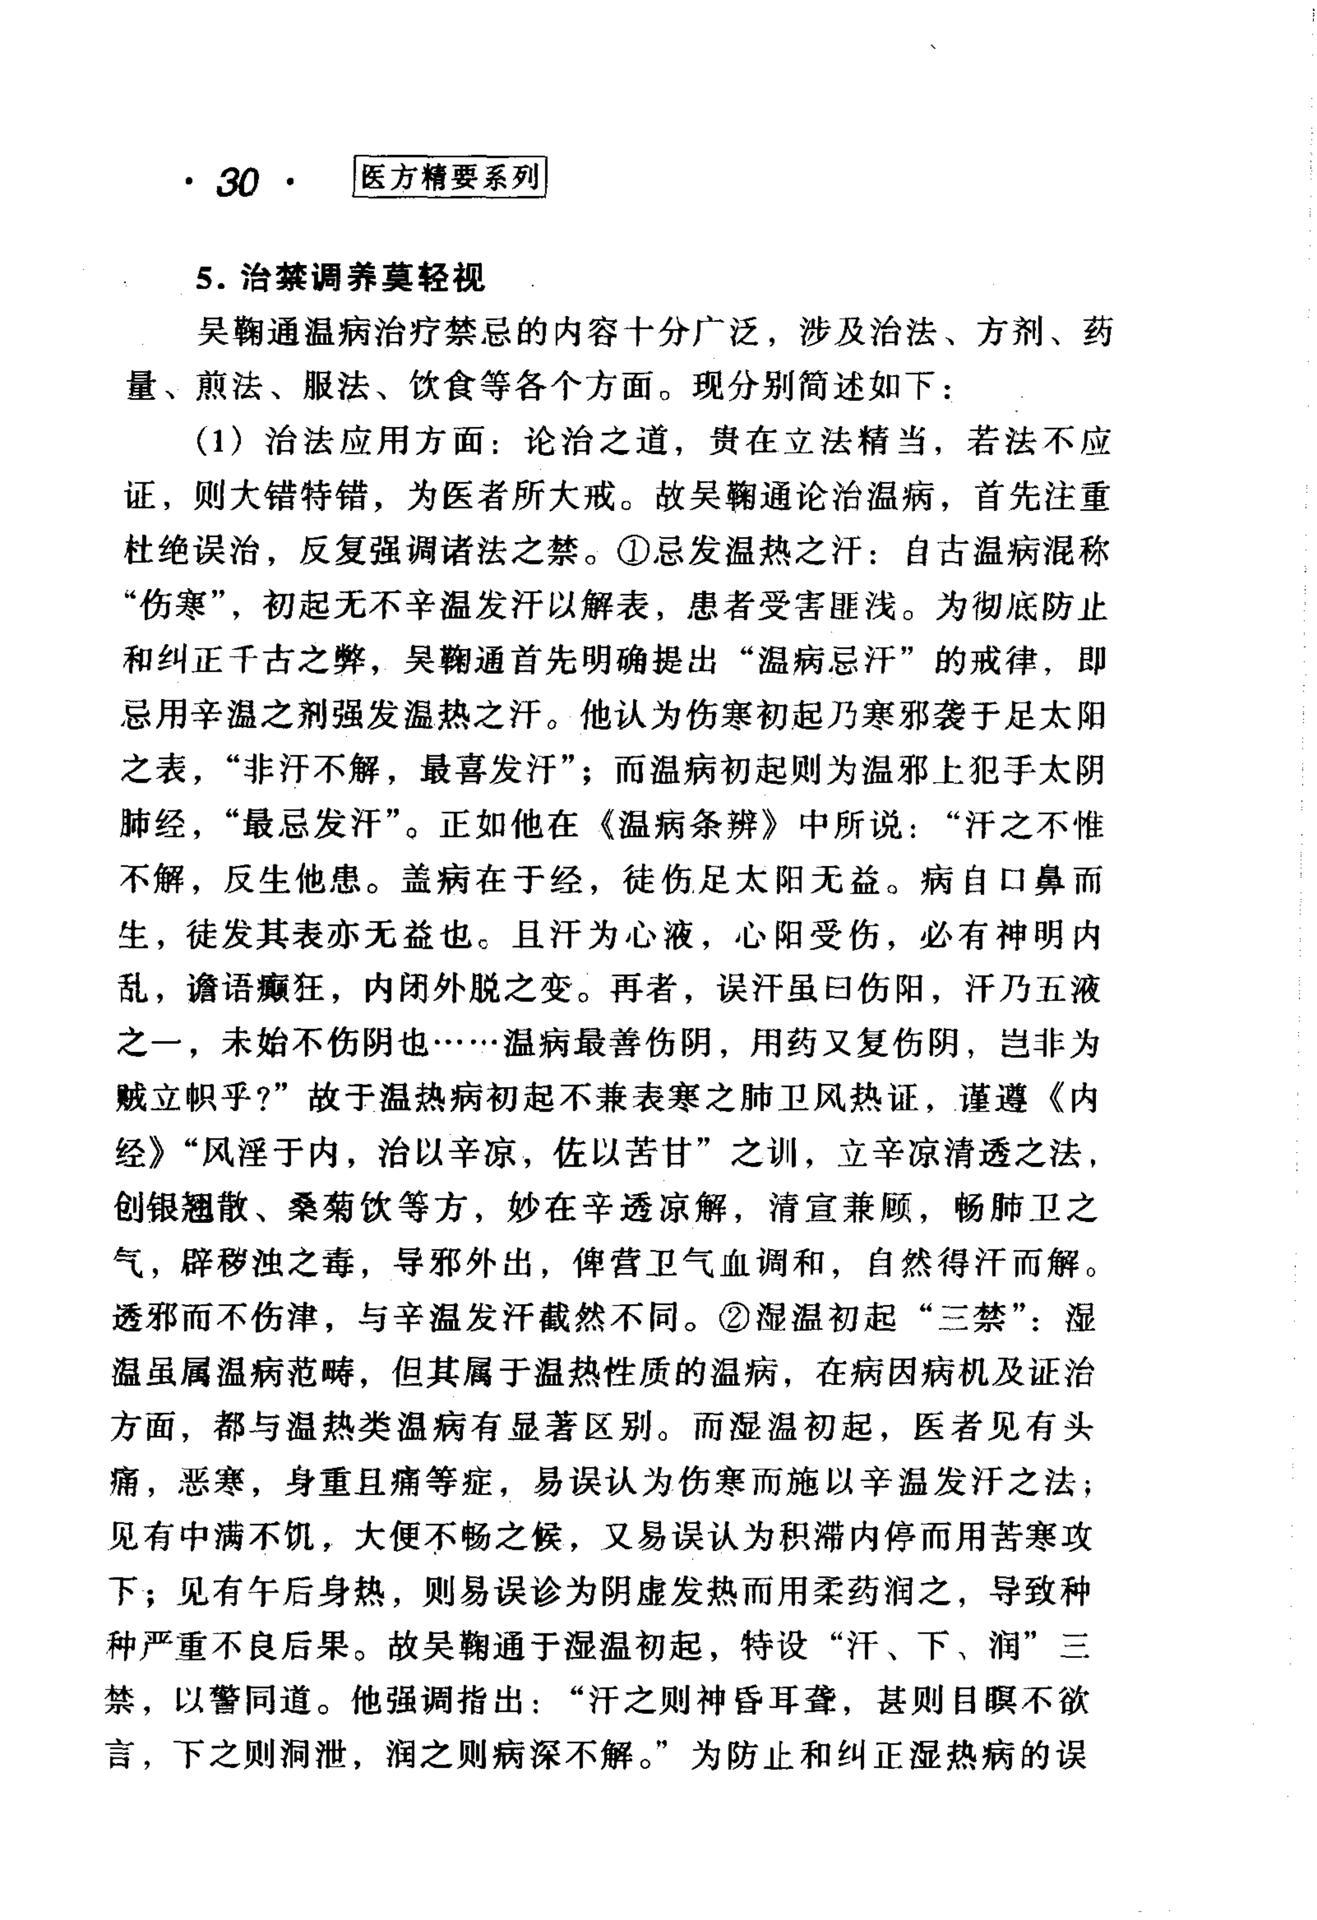 · 30 · 医方精要系列
5. 治禁调养莫轻视
吴鞠通温病治疗禁忌的内容十分广泛，涉及治法、方剂、药
量、煎法、服法、饮食等各个方面。现分别简述如下：
(1) 治法应用方面：论治之道，贵在立法精当，若法不应
证，则大错特错，为医者所大戒。故吴鞠通论治温病，首先注重
杜绝误治，反复强调诸法之禁。①忌发温热之汗：自古温病混称
“伤寒”，初起无不辛温发汗以解表，患者受害匪浅。为彻底防止
和纠正千古之弊，吴鞠通首先明确提出“温病忌汗”的戒律，即
忌用辛温之剂强发温热之汗。他认为伤寒初起乃寒邪袭于足太阳
之表，“非汗不解，最喜发汗”；而温病初起则为温邪上犯手太阴
肺经，“最忌发汗”。正如他在《温病条辨》中所说：“汗之不惟
不解，反生他患。盖病在于经，徒伤足太阳无益。病自口鼻而
生，徒发其表亦无益也。且汗为心液，心阳受伤，必有神明内
乱，谵语癫狂，内闭外脱之变。再者，误汗虽曰伤阳，汗乃五液
之一，未始不伤阴也……温病最善伤阴，用药又复伤阴，岂非为
贼立帜乎?”故于温热病初起不兼表寒之肺卫风热证，谨遵《内
经》“风淫于内，治以辛凉，佐以苦甘”之训，立辛凉清透之法，
创银翘散、桑菊饮等方，妙在辛透凉解，清宣兼顾，畅肺卫之
气，辟秽浊之毒，导邪外出，俾营卫气血调和，自然得汗而解。
透邪而不伤津，与辛温发汗截然不同。②湿温初起“三禁”：湿
温虽属温病范畴，但其属于温热性质的温病，在病因病机及证治
方面，都与温热类温病有显著区别。而湿温初起，医者见有头
痛，恶寒，身重且痛等症，易误认为伤寒而施以辛温发汗之法；
见有中满不饥，大便不畅之候，又易误认为积滞内停而用苦寒攻
下；见有午后身热，则易误诊为阴虚发热而用柔药润之，导致种
种严重不良后果。故吴鞠通于湿温初起，特设“汗、下、润”三
禁，以警同道。他强调指出：“汗之则神昏耳聋，甚则目瞑不欲
言，下之则洞泄，润之则病深不解。”为防止和纠正湿热病的误